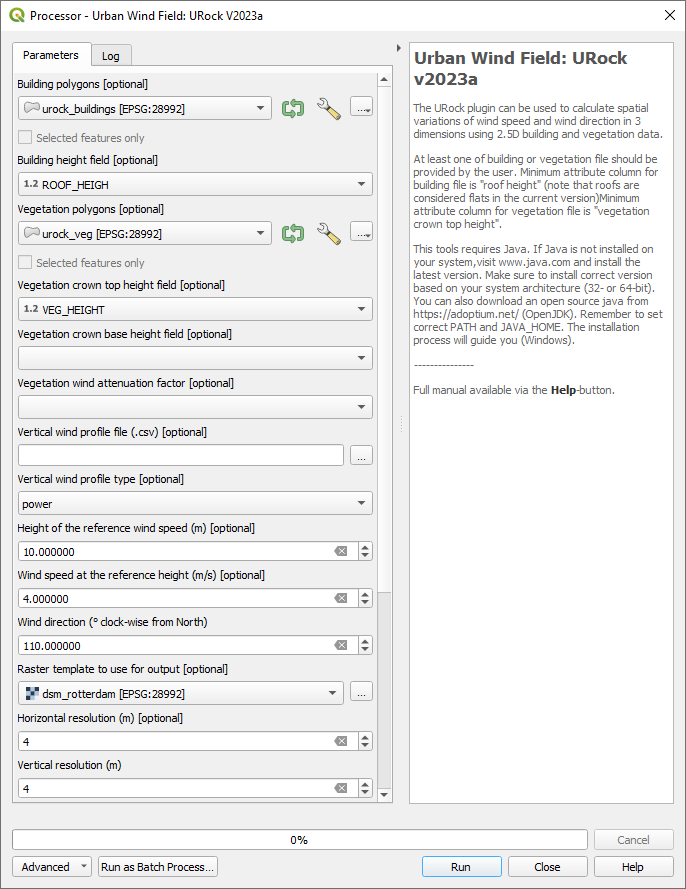 Processor - Urban Wind Field: URock V2023a
Parameters
Log
Building polygons [optional]
urock_buildings [EPSG:28992]
...
Selected features only
Building height field [optional]
1.2 ROOF_HEIGH
Vegetation polygons [optional]
urock_veg [EPSG:28992]
...
Selected features only
Vegetation crown top height field [optional]
1.2 VEG_HEIGHT
Vegetation crown base height field [optional]
Vegetation wind attenuation factor [optional]
Vertical wind profile file (.csv) [optional]
...
Vertical wind profile type [optional]
power
Height of the reference wind speed (m) [optional]
10.000000
Wind speed at the reference height (m/s) [optional]
4.000000
Wind direction (° clock-wise from North)
110.000000
Raster template to use for output [optional]
dsm_rotterdam [EPSG:28992]
...
Horizontal resolution (m) [optional]
4
Vertical resolution (m)
4
Urban Wind Field: URock
v2023a
The URock plugin can be used to calculate spatial
variations of wind speed and wind direction in 3
dimensions using 2.5D building and vegetation data.
At least one of building or vegetation file should be
provided by the user. Minimum attribute column for
building file is "roof height" (note that roofs are
considered flats in the current version)Minimum
attribute column for vegetation file is "vegetation
crown top height".
This tools requires Java. If Java is not installed on
your system,visit www.java.com and install the
latest version. Make sure to install correct version
based on your system architecture (32- or 64-bit).
You can also download an open source java from
https://adoptium.net/ (OpenJDK). Remember to set
correct PATH and JAVA_HOME. The installation
process will guide you (Windows).
---------------
Full manual available via the Help-button.
0%
Cancel
Advanced
Run as Batch Process...
Run
Close
Help